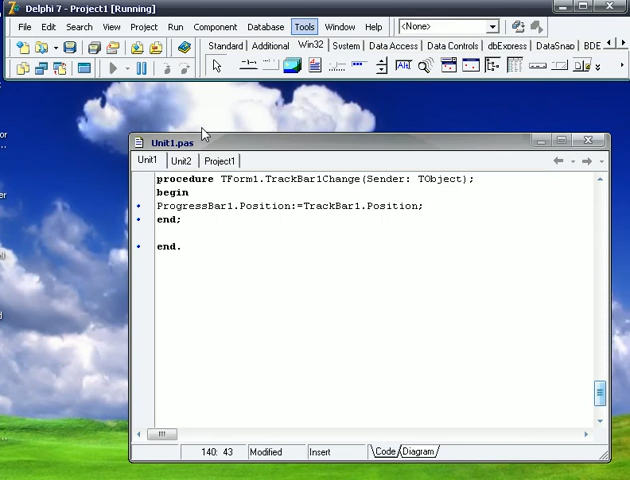 Delphi 7 - Project1 [Running]
File Edit Search View Project Run Component Database Tools Window Help <None>
Standard Additional Win32 System Data Access Data Controls dbExpress DataSnap BDE
Unit1.pas
Unit1 Unit2 Project1
procedure TForm1.TrackBar1Change(Sender: TObject);
begin
ProgressBar1.Position:=TrackBar1.Position;
end;
end.
140: 43 Modified Insert Code Diagram